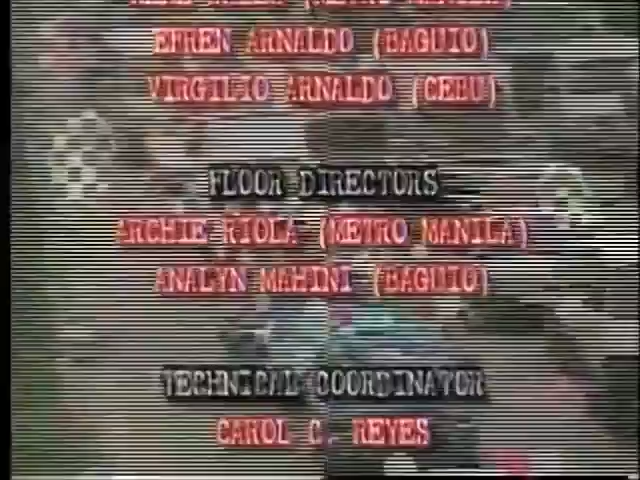 EFREN ARNALDO (BAGUIO)
VIRGILIO ARNALDO (CEBU)
FLOOR DIRECTORS
ARCHIE RIOLA (METRO MANILA)
ANALYN MAHINI (BAGUIO)
TECHNICAL COORDINATOR
CAROL C. REYES